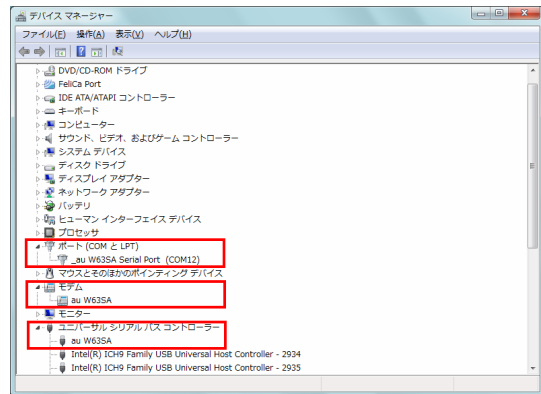 デバイス マネージャー
ファイル(F) 操作(A) 表示(V) ヘルプ(H)
DVD/CD-ROM ドライブ
FeliCa Port
IDE ATA/ATAPI コントローラー
キーボード
コンピューター
サウンド、ビデオ、およびゲーム コントローラー
システム デバイス
ディスク ドライブ
ディスプレイ アダプター
ネットワーク アダプター
バッテリ
ヒューマン インターフェイス デバイス
プロセッサ
ポート (COM と LPT)
_au W63SA Serial Port (COM12)
マウスとそのほかのポインティング デバイス
モデム
au W63SA
モニター
ユニバーサル シリアル バス コントローラー
au W63SA
Intel(R) ICH9 Family USB Universal Host Controller - 2934
Intel(R) ICH9 Family USB Universal Host Controller - 2935